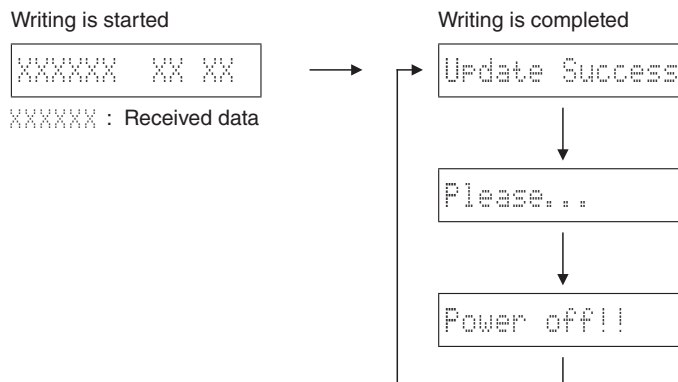 Writing is started
XXXXXX XX XX
XXXXXX : Received data
Writing is completed
Update Success
Please...
Power off!!